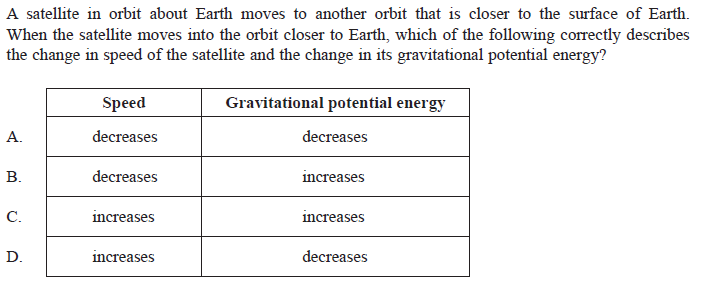 A satellite in orbit about Earth moves to another orbit that is closer to the surface of Earth.
When the satellite moves into the orbit closer to Earth, which of the following correctly describes
the change in speed of the satellite and the change in its gravitational potential energy?
Speed Gravitational potential energy
A. decreases decreases
B. decreases increases
C. increases increases
D. increases decreases